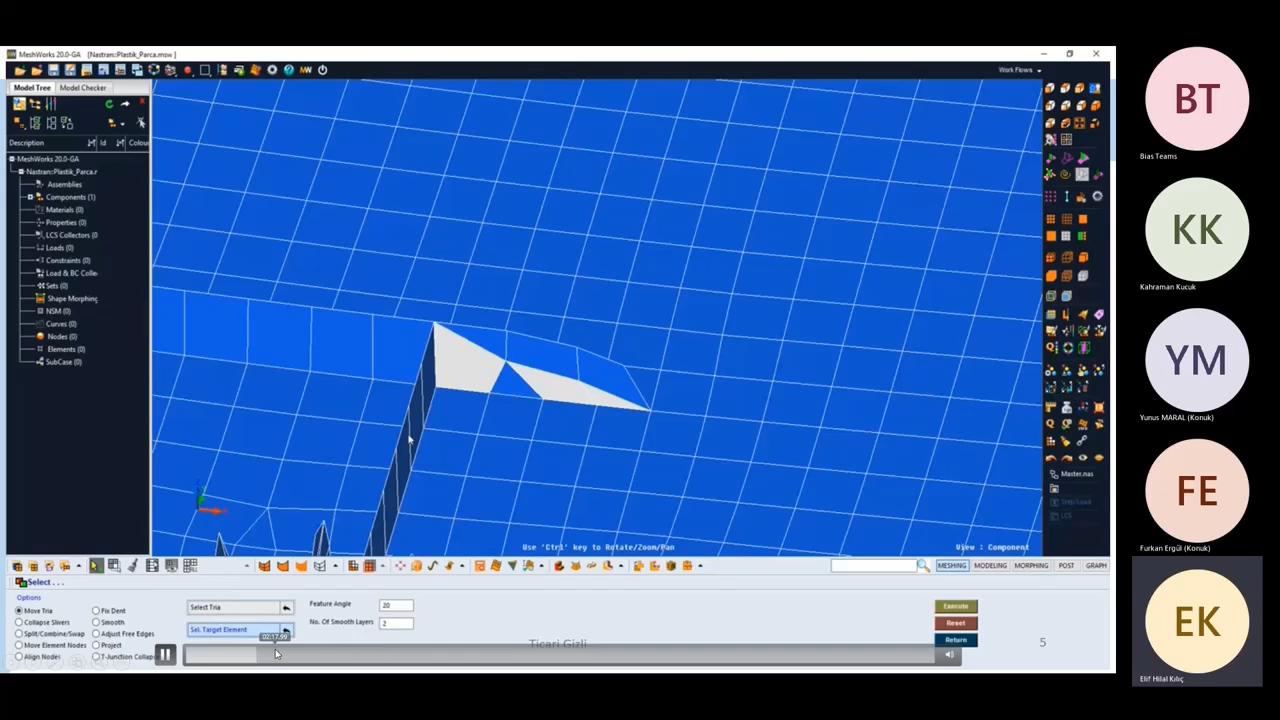 MeshWorks 20.0-GA [Nastran::Plastik_Parca.msw ]
Work Flows
Model Tree
Model Checker
Description
Id
Colou
MeshWorks 20.0-GA
Nastran::Plastik_Parca.r
Assemblies
Components (1)
Materials (0)
Properties (0)
LCS Collectors (0
Loads (0)
Constraints (0)
Load & BC Colle
Sets (0)
Shape Morphing
NSM (0)
Curves (0)
Nodes (0)
Elements (0)
SubCase (0)
Master.nas
LCS
Use 'Ctrl' key to Rotate/Zoom/Pan
View : Component
MESHING
MODELING
MORPHING
POST
GRAPH
Select . . .
Options
Move Tria
Fix Dent
Collapse Slivers
Smooth
Split/Combine/Swap
Adjust Free Edges
Move Element Nodes
Project
Align Nodes
T-Junction Collaps
Select Tria
Sel. Target Element
Feature Angle
20
No. Of Smooth Layers
2
Execute
Reset
Return
02:17.99
Ticari Gizli
5
BT
Bias Teams
KK
Kahraman Kucuk
YM
Yunus MARAL (Konuk)
FE
Furkan Ergül (Konuk)
EK
Elif Hilal Kılıç